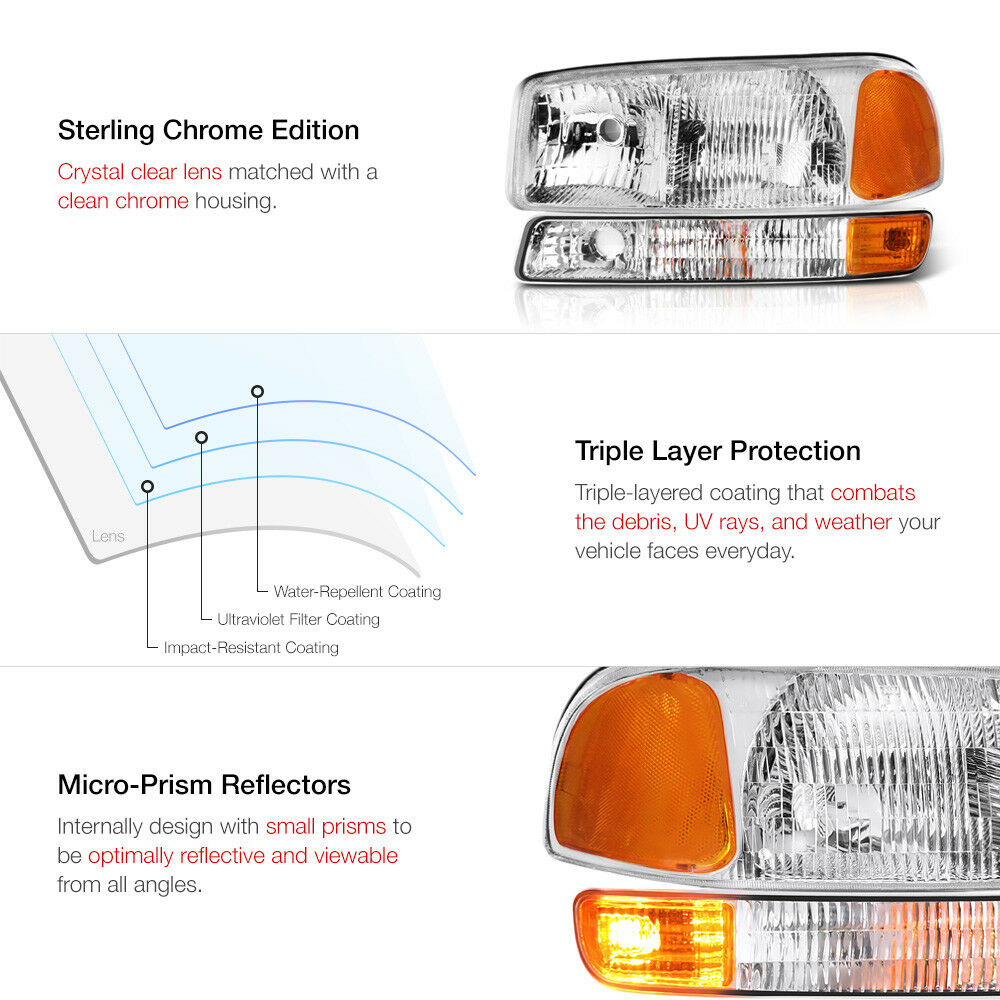 Sterling Chrome Edition
Crystal clear lens matched with a
clean chrome housing.
Lens
Water-Repellent Coating
Ultraviolet Filter Coating
Impact-Resistant Coating
Triple Layer Protection
Triple-layered coating that combats
the debris, UV rays, and weather your
vehicle faces everyday.
Micro-Prism Reflectors
Internally design with small prisms to
be optimally reflective and viewable
from all angles.